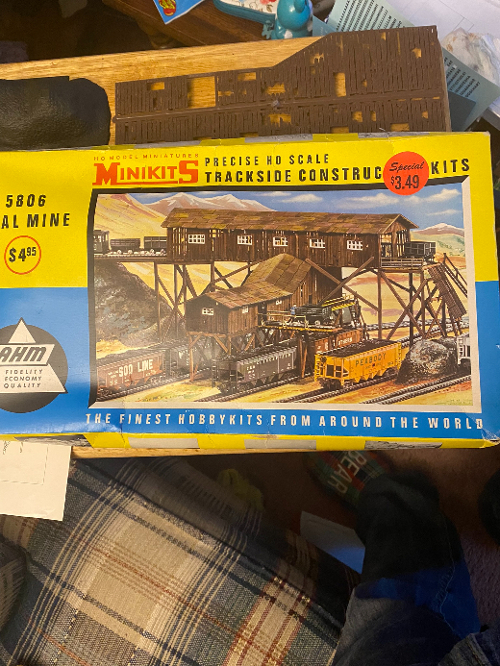 HO MODEL MINIATURES
MINIKITS
PRECISE HO SCALE
TRACKSIDE CONSTRUC KITS
Special
$3.49
5806
AL MINE
$4.95
SOO LINE
PEABODY
AHM
FIDELITY
ECONOMY
QUALITY
THE FINEST HOBBYKITS FROM AROUND THE WORLD
BEAR